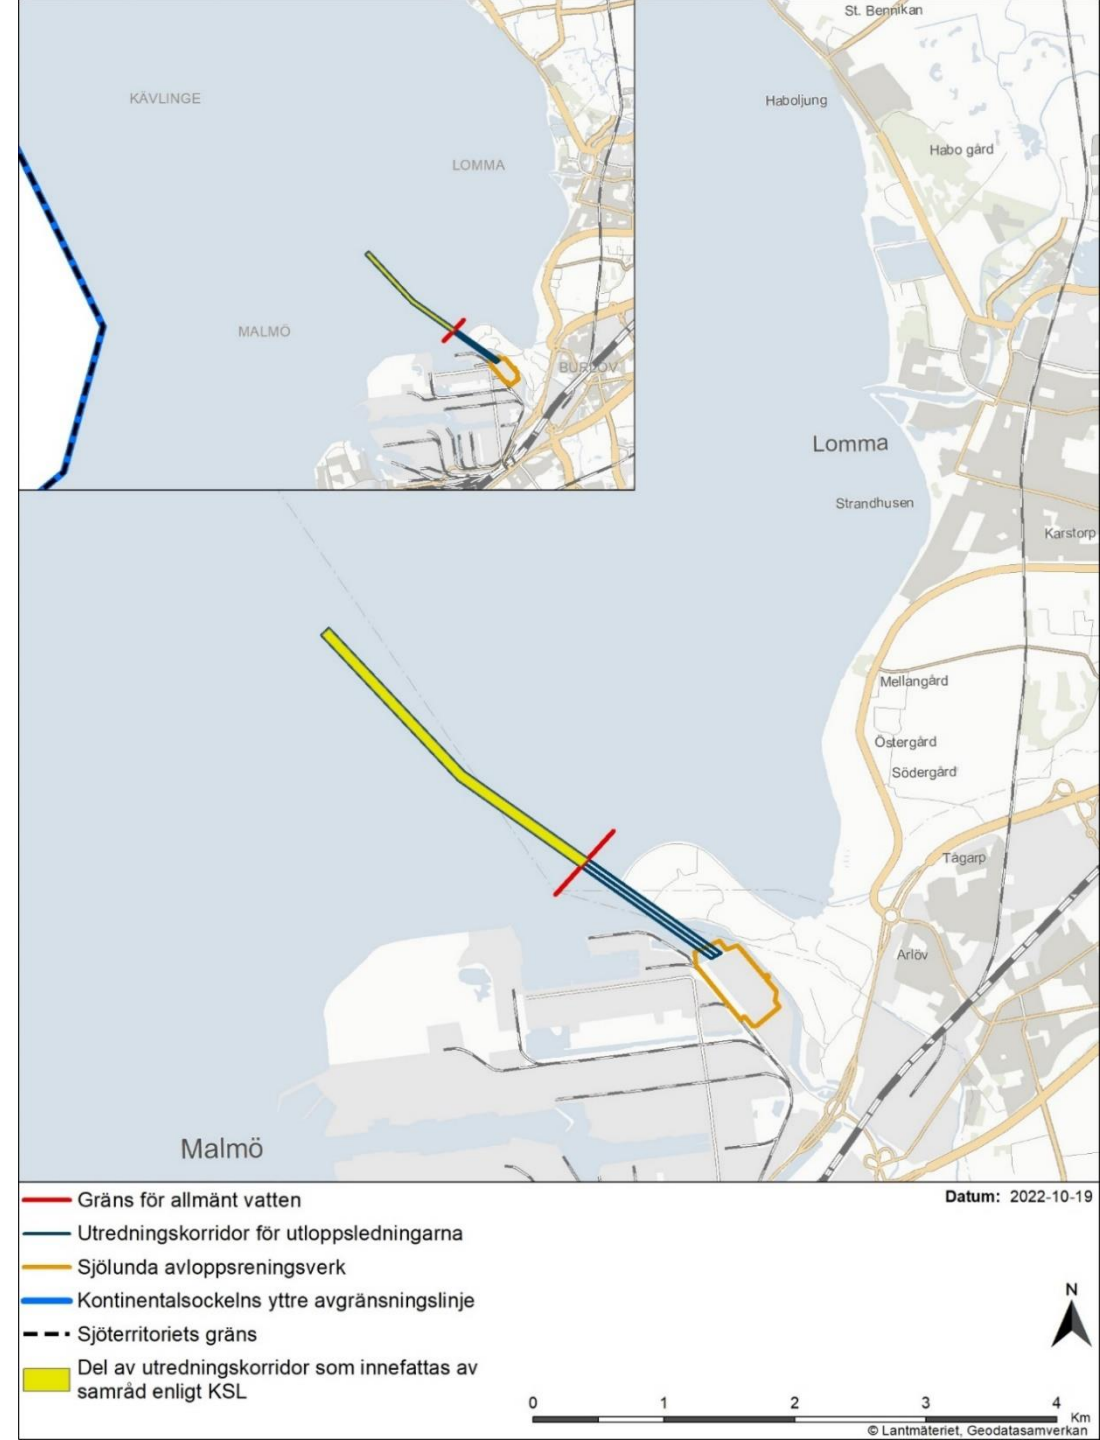 St. Bennikan
KÄVLINGE
Haboljung
Habo gård
LOMMA
MALMÖ
BURLÖV
Lomma
Strandhusen
Karstorp
Mellangård
Östergård
Södergård
Tågarp
Arlöv
Malmö
Gräns för allmänt vatten
Datum: 2022-10-19
Utredningskorridor för utloppsledningarna
Sjölunda avloppsreningsverk
Kontinentalsockelns yttre avgränsningslinje
N
Sjöterritoriets gräns
Del av utredningskorridor som innefattas av
samråd enligt KSL
0 1 2 3 4
Km
© Lantmäteriet, Geodatasamverkan